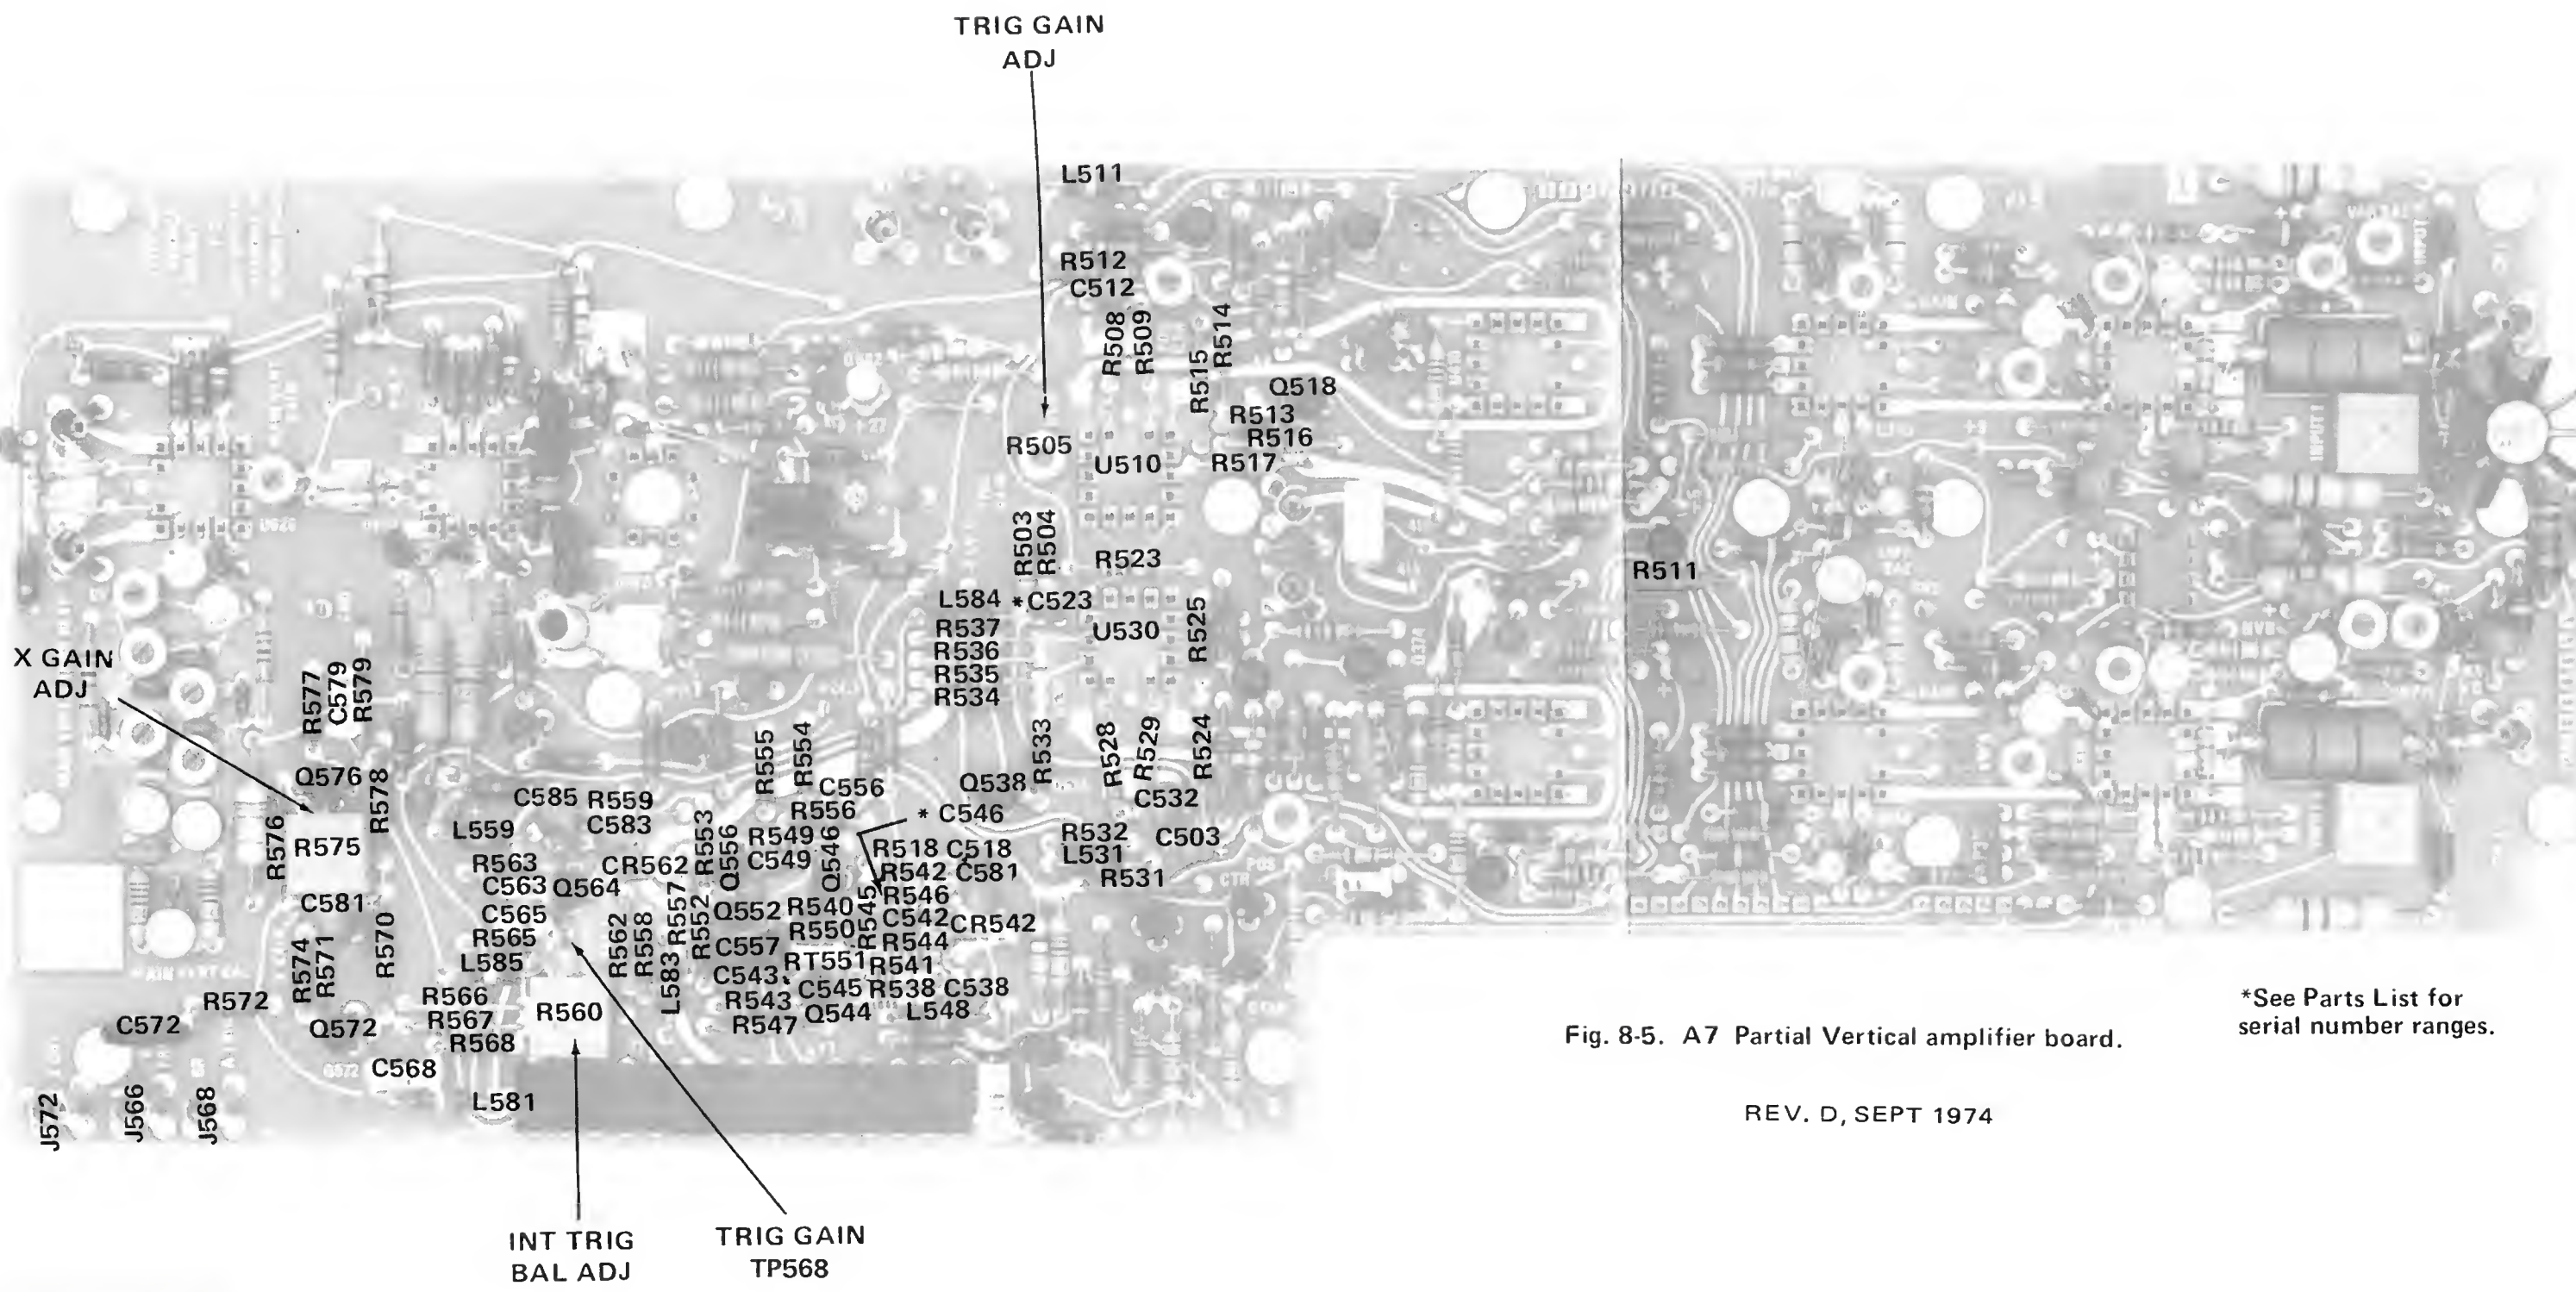 TRIG GAIN
ADJ
L511
R512
C512
R508
R509
R515
R514
Q518
R513
R516
R517
R505
U510
R503
R504
R523
R511
L584 *C523
R537
U530
R525
R536
R535
R534
X GAIN
ADJ
R577
C579
R579
R555
R554
R533
R528
R529
R524
Q576
R578
C585 R559
C556
Q538
C532
L559
C583
R553
Q556
R556
* C546
R576
R575
R549
Q546
R518 C518
R532
C503
R563
CR562
C549
R542 C581
L531
C563 Q564
R546
R531
C581
C565
R557
R552
Q552 R540
R545
C542 CR542
R570
R565
R562
R558
R550
R544
R574
R571
L585
L583
C557
RT551 R541
C543
C545 R538 C538
R572
R566
R560
R543
Q544
L548
C572
Q572
R567
R547
R568
C568
Q572
J572
J566
J568
L581
INT TRIG
BAL ADJ
TRIG GAIN
TP568
POS
CTR
INPUT
Q374
*See Parts List for
serial number ranges.
Fig. 8-5. A7 Partial Vertical amplifier board.
REV. D, SEPT 1974